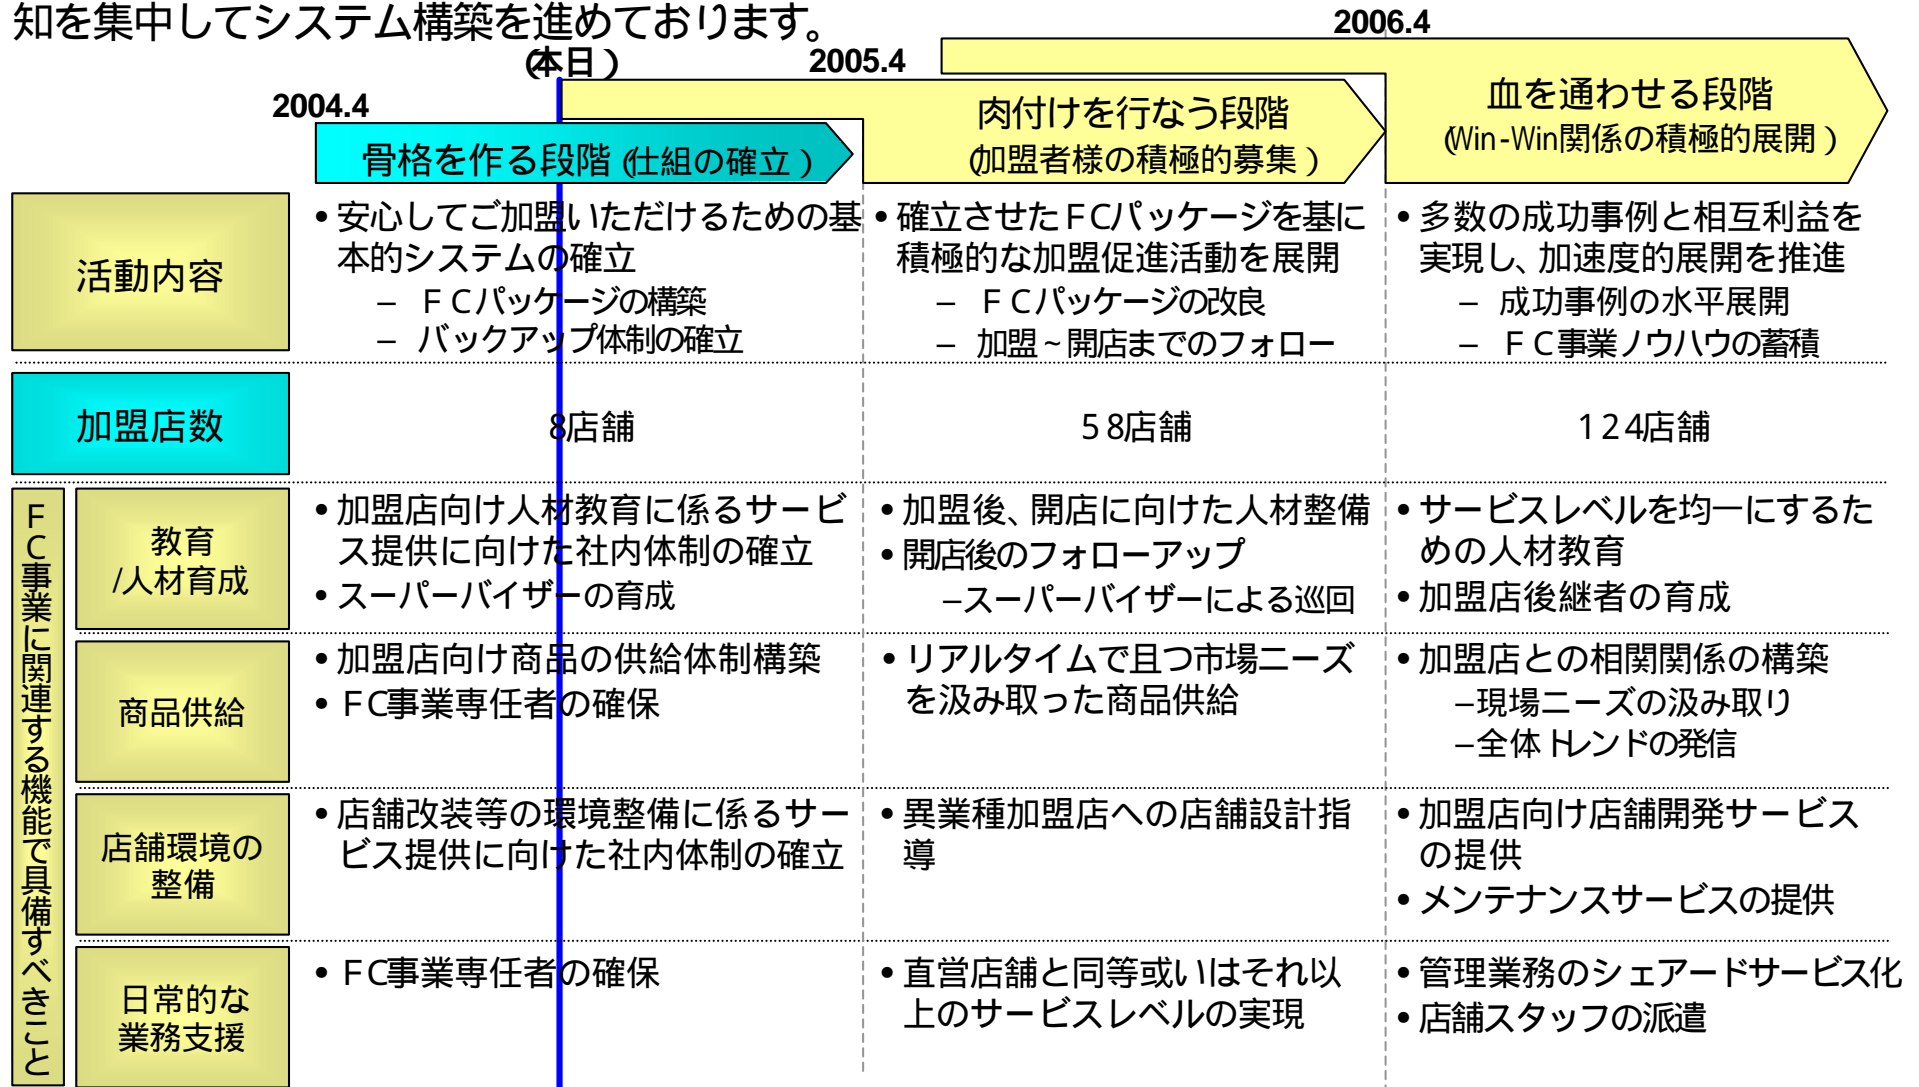 知を集中してシステム構築を進めております。
2006.4
(本日)
2005.4
2004.4
骨格を作る段階(仕組の確立)
肉付けを行なう段階
(加盟者様の積極的募集)
血を通わせる段階
(Win-Win関係の積極的展開)
活動内容
•安心してご加盟いただけるための基
本的システムの確立
– FCパッケージの構築
– バックアップ体制の確立
•確立させたFCパッケージを基に
積極的な加盟促進活動を展開
– FCパッケージの改良
– 加盟~開店までのフォロー
•多数の成功事例と相互利益を
実現し、加速度的展開を推進
– 成功事例の水平展開
– FC事業ノウハウの蓄積
加盟店数
8店舗
58店舗
124店舗
FC事業に関連する機能で具備すべきこと
教育
/人材育成
•加盟店向け人材教育に係るサービ
ス提供に向けた社内体制の確立
•スーパーバイザーの育成
•加盟後、開店に向けた人材整備
•開店後のフォローアップ
–スーパーバイザーによる巡回
•サービスレベルを均一にするた
めの人材教育
•加盟店後継者の育成
商品供給
•加盟店向け商品の供給体制構築
•FC事業専任者の確保
•リアルタイムで且つ市場ニーズ
を汲み取った商品供給
•加盟店との相関関係の構築
–現場ニーズの汲み取り
–全体トレンドの発信
店舗環境の
整備
•店舗改装等の環境整備に係るサー
ビス提供に向けた社内体制の確立
•異業種加盟店への店舗設計指
導
•加盟店向け店舗開発サービス
の提供
•メンテナンスサービスの提供
日常的な
業務支援
•FC事業専任者の確保
•直営店舗と同等或いはそれ以
上のサービスレベルの実現
•管理業務のシェアードサービス化
•店舗スタッフの派遣